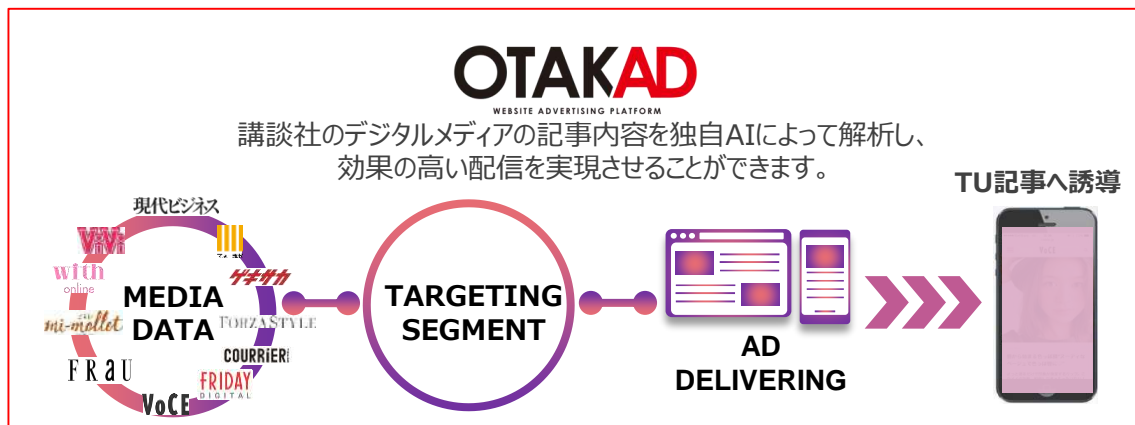 OTAKAD
WEBSITE ADVERTISING PLATFORM
講談社のデジタルメディアの記事内容を独自AIによって解析し、
効果の高い配信を実現させることができます。
TU記事へ誘導
現代ビジネス
ViVi
with
online
ゲキサカ
mi-mollet
FORZA STYLE
FRaU
COURRiER
FRIDAY
DIGITAL
VoCE
MEDIA
DATA
TARGETING
SEGMENT
AD
DELIVERING
VoCE